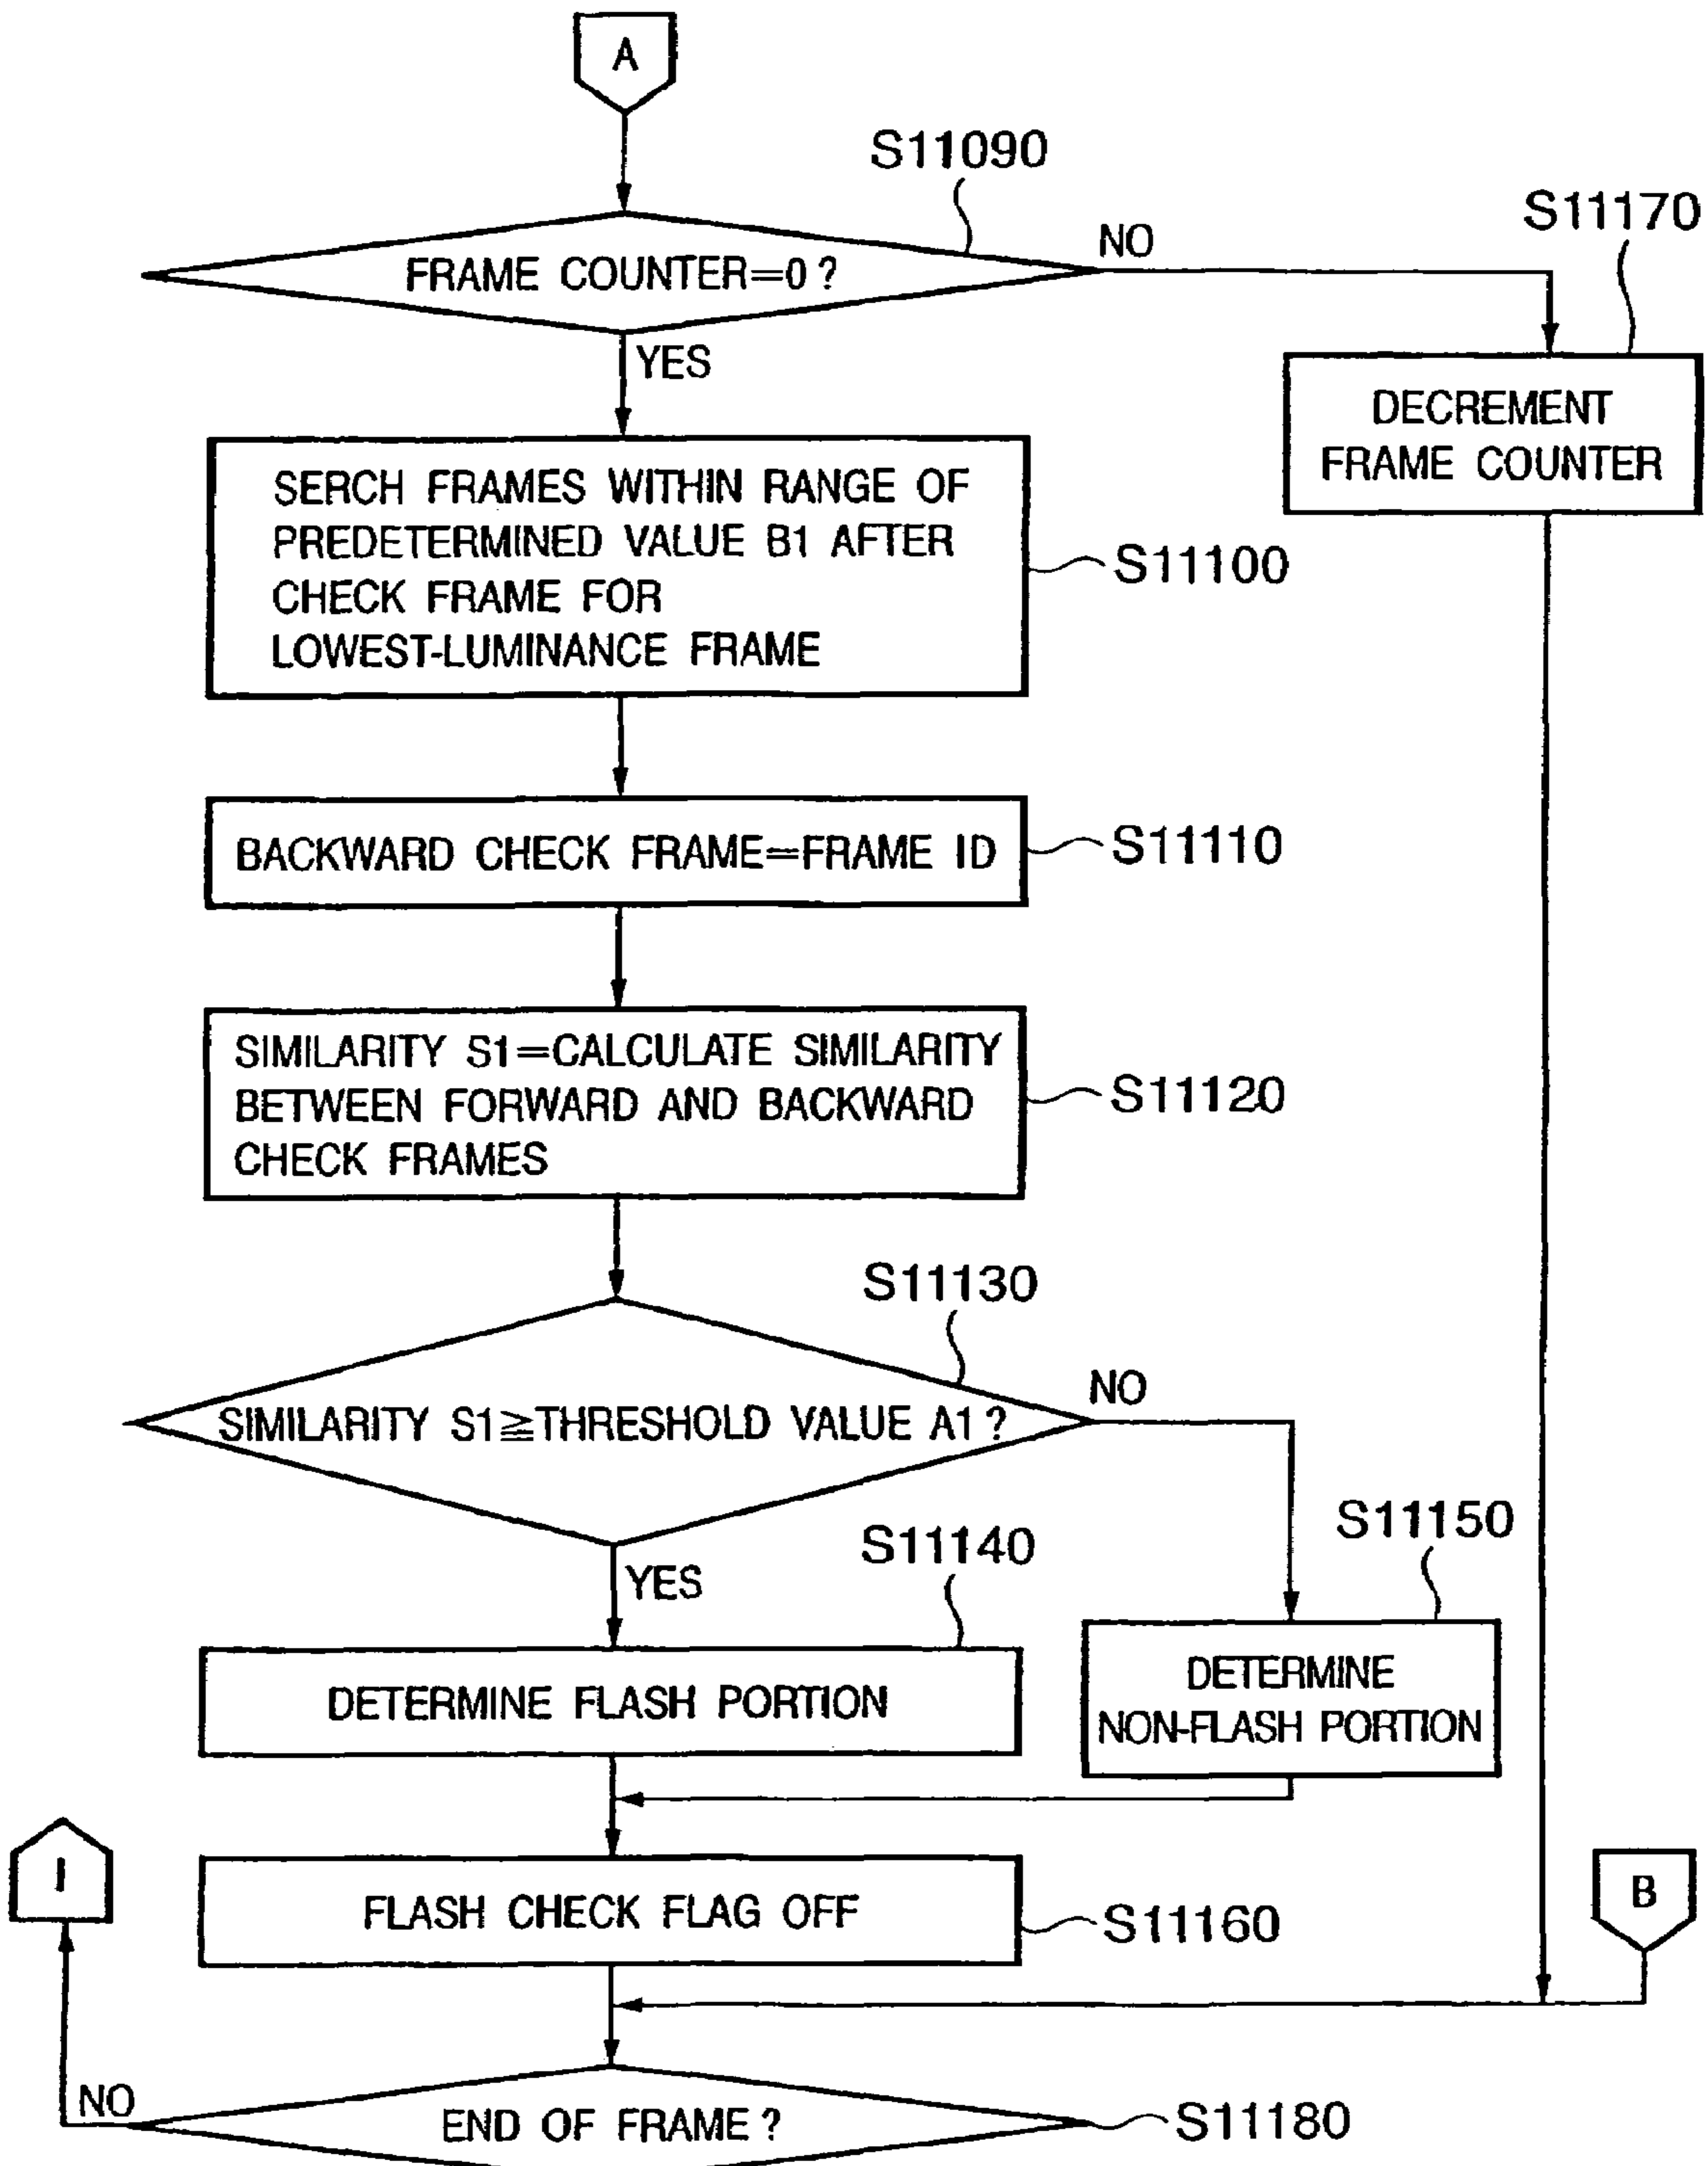 A
S11090
FRAME COUNTER=0?
NO
S11170
YES
DECREMENT
FRAME COUNTER
SERCH FRAMES WITHIN RANGE OF
PREDETERMINED VALUE B1 AFTER
CHECK FRAME FOR
LOWEST-LUMINANCE FRAME
S11100
BACKWARD CHECK FRAME=FRAME ID
S11110
SIMILARITY S1=CALCULATE SIMILARITY
BETWEEN FORWARD AND BACKWARD
CHECK FRAMES
S11120
S11130
SIMILARITY S1≧THRESHOLD VALUE A1?
NO
YES
S11140
S11150
DETERMINE FLASH PORTION
DETERMINE
NON-FLASH PORTION
I
FLASH CHECK FLAG OFF
S11160
B
NO
END OF FRAME?
S11180